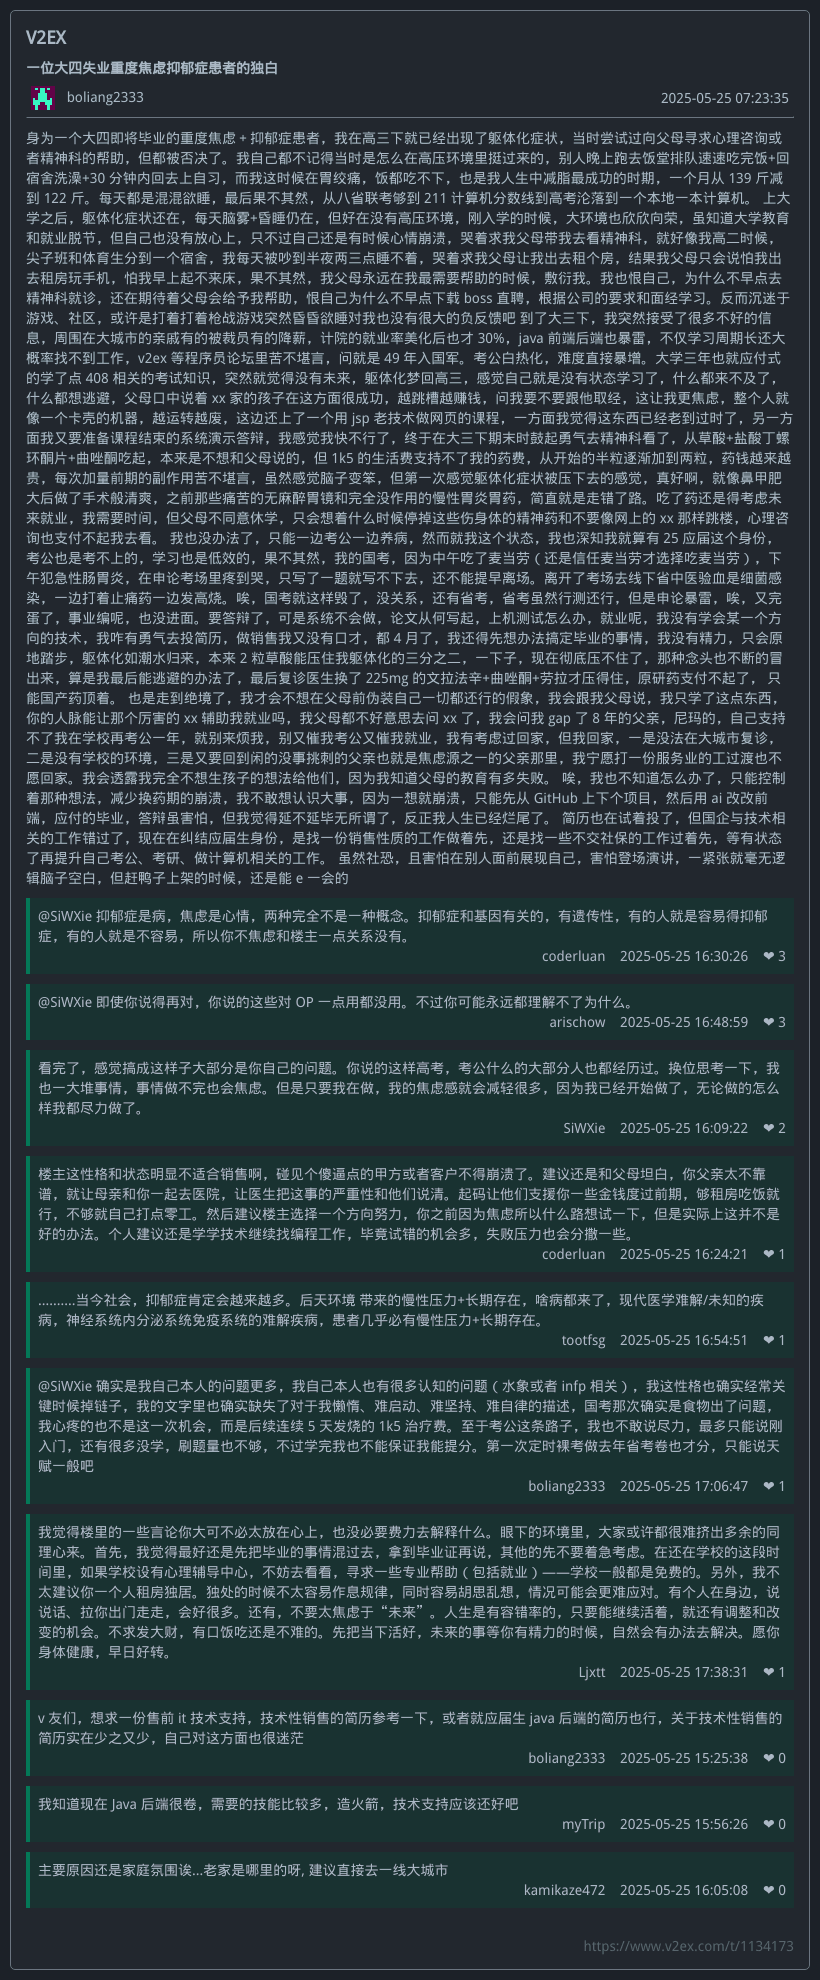 V2EX
一位大四失业重度焦虑抑郁症患者的独白
boliang2333
2025-05-25 07:23:35
身为一个大四即将毕业的重度焦虑 + 抑郁症患者，我在高三下就已经出现了躯体化症状，当时尝试过向父母寻求心理咨询或
者精神科的帮助，但都被否决了。我自己都不记得当时是怎么在高压环境里挺过来的，别人晚上跑去饭堂排队速速吃完饭+回
宿舍洗澡+30 分钟内回去上自习，而我这时候在胃绞痛，饭都吃不下，也是我人生中减脂最成功的时期，一个月从 139 斤减
到 122 斤。每天都是混混欲睡，最后果不其然，从八省联考够到 211 计算机分数线到高考沦落到一个本地一本计算机。 上大
学之后，躯体化症状还在，每天脑雾+昏睡仍在，但好在没有高压环境，刚入学的时候，大环境也欣欣向荣，虽知道大学教育
和就业脱节，但自己也没有放心上，只不过自己还是有时候心情崩溃，哭着求我父母带我去看精神科，就好像我高二时候，
尖子班和体育生分到一个宿舍，我每天被吵到半夜两三点睡不着，哭着求我父母让我出去租个房，结果我父母只会说怕我出
去租房玩手机，怕我早上起不来床，果不其然，我父母永远在我最需要帮助的时候，敷衍我。我也恨自己，为什么不早点去
精神科就诊，还在期待着父母会给予我帮助，恨自己为什么不早点下载 boss 直聘，根据公司的要求和面经学习。反而沉迷于
游戏、社区，或许是打着打着枪战游戏突然昏昏欲睡对我也没有很大的负反馈吧 到了大三下，我突然接受了很多不好的信
息，周围在大城市的亲戚有的被裁员有的降薪，计院的就业率美化后也才 30%，java 前端后端也暴雷，不仅学习周期长还大
概率找不到工作，v2ex 等程序员论坛里苦不堪言，问就是 49 年入国军。考公白热化，难度直接暴增。大学三年也就应付式
的学了点 408 相关的考试知识，突然就觉得没有未来，躯体化梦回高三，感觉自己就是没有状态学习了，什么都来不及了，
什么都想逃避，父母口中说着 xx 家的孩子在这方面很成功，越跳槽越赚钱，问我要不要跟他取经，这让我更焦虑，整个人就
像一个卡壳的机器，越运转越废，这边还上了一个用 jsp 老技术做网页的课程，一方面我觉得这东西已经老到过时了，另一方
面我又要准备课程结束的系统演示答辩，我感觉我快不行了，终于在大三下期末时鼓起勇气去精神科看了，从草酸+盐酸丁螺
环酮片+曲唑酮吃起，本来是不想和父母说的，但 1k5 的生活费支持不了我的药费，从开始的半粒逐渐加到两粒，药钱越来越
贵，每次加量前期的副作用苦不堪言，虽然感觉脑子变笨，但第一次感觉躯体化症状被压下去的感觉，真好啊，就像鼻甲肥
大后做了手术般清爽，之前那些痛苦的无麻醉胃镜和完全没作用的慢性胃炎胃药，简直就是走错了路。吃了药还是得考虑未
来就业，我需要时间，但父母不同意休学，只会想着什么时候停掉这些伤身体的精神药和不要像网上的 xx 那样跳楼，心理咨
询也支付不起我去看。 我也没办法了，只能一边考公一边养病，然而就我这个状态，我也深知我就算有 25 应届这个身份，
考公也是考不上的，学习也是低效的，果不其然，我的国考，因为中午吃了麦当劳（还是信任麦当劳才选择吃麦当劳），下
午犯急性肠胃炎，在申论考场里疼到哭，只写了一题就写不下去，还不能提早离场。离开了考场去线下省中医验血是细菌感
染，一边打着止痛药一边发高烧。唉，国考就这样毁了，没关系，还有省考，省考虽然行测还行，但是申论暴雷，唉，又完
蛋了，事业编呢，也没进面。要答辩了，可是系统不会做，论文从何写起，上机测试怎么办，就业呢，我没有学会某一个方
向的技术，我咋有勇气去投简历，做销售我又没有口才，都 4 月了，我还得先想办法搞定毕业的事情，我没有精力，只会原
地踏步，躯体化如潮水归来，本来 2 粒草酸能压住我躯体化的三分之二，一下子，现在彻底压不住了，那种念头也不断的冒
出来，算是我最后能逃避的办法了，最后复诊医生换了 225mg 的文拉法辛+曲唑酮+劳拉才压得住，原研药支付不起了， 只
能国产药顶着。 也是走到绝境了，我才会不想在父母前伪装自己一切都还行的假象，我会跟我父母说，我只学了这点东西，
你的人脉能让那个厉害的 xx 辅助我就业吗，我父母都不好意思去问 xx 了，我会问我 gap 了 8 年的父亲，尼玛的，自己支持
不了我在学校再考公一年，就别来烦我，别又催我考公又催我就业，我有考虑过回家，但我回家，一是没法在大城市复诊，
二是没有学校的环境，三是又要回到闲的没事挑刺的父亲也就是焦虑源之一的父亲那里，我宁愿打一份服务业的工过渡也不
愿回家。我会透露我完全不想生孩子的想法给他们，因为我知道父母的教育有多失败。 唉，我也不知道怎么办了，只能控制
着那种想法，减少换药期的崩溃，我不敢想认识大事，因为一想就崩溃，只能先从 GitHub 上下个项目，然后用 ai 改改前
端，应付的毕业，答辩虽害怕，但我觉得延不延毕无所谓了，反正我人生已经烂尾了。 简历也在试着投了，但国企与技术相
关的工作错过了，现在在纠结应届生身份，是找一份销售性质的工作做着先，还是找一些不交社保的工作过着先，等有状态
了再提升自己考公、考研、做计算机相关的工作。 虽然社恐，且害怕在别人面前展现自己，害怕登场演讲，一紧张就毫无逻
辑脑子空白，但赶鸭子上架的时候，还是能 e 一会的
@SiWXie 抑郁症是病，焦虑是心情，两种完全不是一种概念。抑郁症和基因有关的，有遗传性，有的人就是容易得抑郁
症，有的人就是不容易，所以你不焦虑和楼主一点关系没有。
coderluan 2025-05-25 16:30:26 ❤ 3
@SiWXie 即使你说得再对，你说的这些对 OP 一点用都没用。不过你可能永远都理解不了为什么。
arischow 2025-05-25 16:48:59 ❤ 3
看完了，感觉搞成这样子大部分是你自己的问题。你说的这样高考，考公什么的大部分人也都经历过。换位思考一下，我
也一大堆事情，事情做不完也会焦虑。但是只要我在做，我的焦虑感就会减轻很多，因为我已经开始做了，无论做的怎么
样我都尽力做了。
SiWXie 2025-05-25 16:09:22 ❤ 2
楼主这性格和状态明显不适合销售啊，碰见个傻逼点的甲方或者客户不得崩溃了。建议还是和父母坦白，你父亲太不靠
谱，就让母亲和你一起去医院，让医生把这事的严重性和他们说清。起码让他们支援你一些金钱度过前期，够租房吃饭就
行，不够就自己打点零工。然后建议楼主选择一个方向努力，你之前因为焦虑所以什么路想试一下，但是实际上这并不是
好的办法。个人建议还是学学技术继续找编程工作，毕竟试错的机会多，失败压力也会分撒一些。
coderluan 2025-05-25 16:24:21 ❤ 1
..........当今社会，抑郁症肯定会越来越多。后天环境 带来的慢性压力+长期存在，啥病都来了，现代医学难解/未知的疾
病，神经系统内分泌系统免疫系统的难解疾病，患者几乎必有慢性压力+长期存在。
tootfsg 2025-05-25 16:54:51 ❤ 1
@SiWXie 确实是我自己本人的问题更多，我自己本人也有很多认知的问题（水象或者 infp 相关），我这性格也确实经常关
键时候掉链子，我的文字里也确实缺失了对于我懒惰、难启动、难坚持、难自律的描述，国考那次确实是食物出了问题，
我心疼的也不是这一次机会，而是后续连续 5 天发烧的 1k5 治疗费。至于考公这条路子，我也不敢说尽力，最多只能说刚
入门，还有很多没学，刷题量也不够，不过学完我也不能保证我能提分。第一次定时裸考做去年省考卷也才分，只能说天
赋一般吧
boliang2333 2025-05-25 17:06:47 ❤ 1
我觉得楼里的一些言论你大可不必太放在心上，也没必要费力去解释什么。眼下的环境里，大家或许都很难挤出多余的同
理心来。首先，我觉得最好还是先把毕业的事情混过去，拿到毕业证再说，其他的先不要着急考虑。在还在学校的这段时
间里，如果学校设有心理辅导中心，不妨去看看，寻求一些专业帮助（包括就业）——学校一般都是免费的。另外，我不
太建议你一个人租房独居。独处的时候不太容易作息规律，同时容易胡思乱想，情况可能会更难应对。有个人在身边，说
说话、拉你出门走走，会好很多。还有，不要太焦虑于“未来”。人生是有容错率的，只要能继续活着，就还有调整和改
变的机会。不求发大财，有口饭吃还是不难的。先把当下活好，未来的事等你有精力的时候，自然会有办法去解决。愿你
身体健康，早日好转。
Ljxtt 2025-05-25 17:38:31 ❤ 1
v 友们，想求一份售前 it 技术支持，技术性销售的简历参考一下，或者就应届生 java 后端的简历也行，关于技术性销售的
简历实在少之又少，自己对这方面也很迷茫
boliang2333 2025-05-25 15:25:38 ❤ 0
我知道现在 Java 后端很卷，需要的技能比较多，造火箭，技术支持应该还好吧
myTrip 2025-05-25 15:56:26 ❤ 0
主要原因还是家庭氛围诶...老家是哪里的呀, 建议直接去一线大城市
kamikaze472 2025-05-25 16:05:08 ❤ 0
https://www.v2ex.com/t/1134173